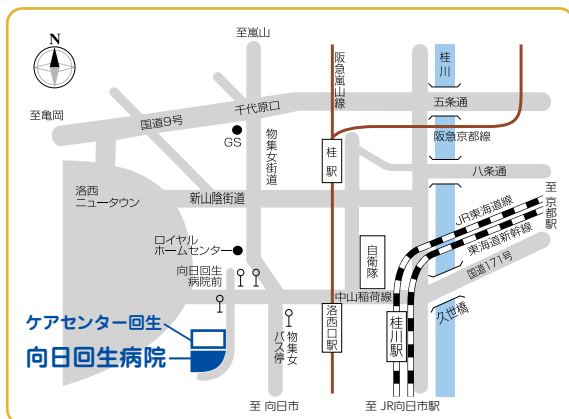 至嵐山
N
阪急嵐山線
桂川
至亀岡
国道9号
千代原口
五条通
GS
物集女街道
阪急京都線
桂駅
八条通
洛西
ニュータウン
新山陰街道
至京都駅
JR東海道線
東海道新幹線
国道171号
ロイヤル
ホームセンター
自衛隊
向日回生
病院前
中山稲荷線
久世橋
物集女
バス停
洛西口駅
桂川駅
ケアセンター回生
向日回生病院
至 向日市
至 JR向日市駅